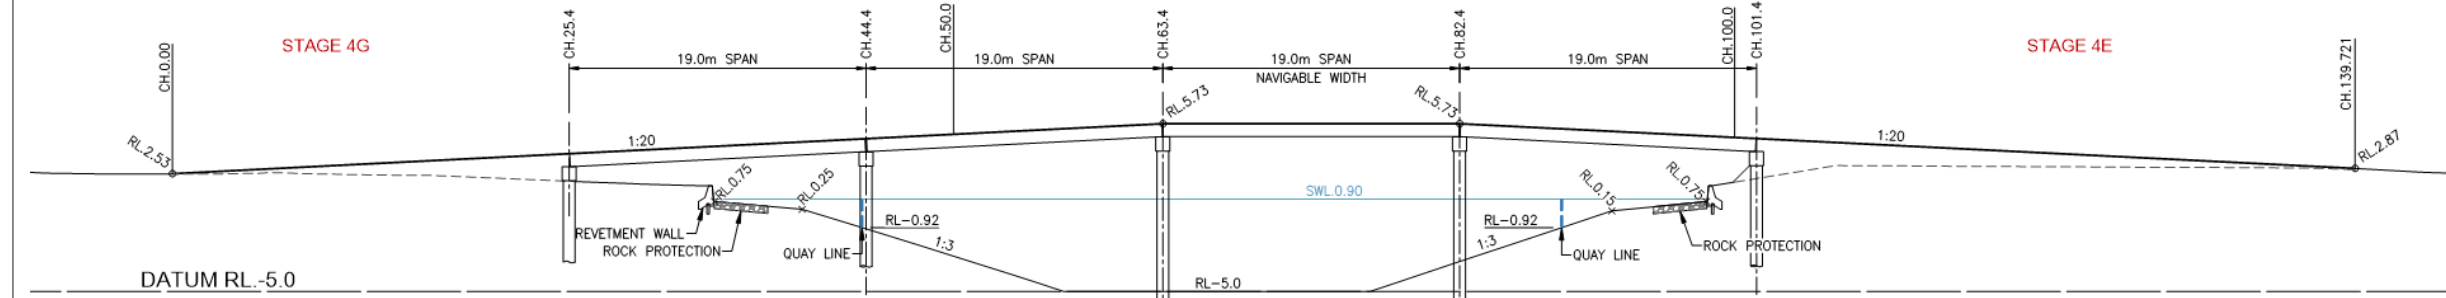 STAGE 4G
STAGE 4E
CH.0.00
CH.25.4
CH.44.4
CH.50.0
CH.63.4
CH.82.4
CH.100.0
CH.101.4
CH.139.721
19.0m SPAN
19.0m SPAN
19.0m SPAN
NAVIGABLE WIDTH
19.0m SPAN
RL.2.53
1:20
RL.5.73
RL.5.73
1:20
RL.2.87
RL.0.75
RL.0.25
SWL.0.90
RL.0.15
RL.0.75
RL-0.92
RL-0.92
REVETMENT WALL
ROCK PROTECTION
QUAY LINE
1:3
1:3
QUAY LINE
ROCK PROTECTION
DATUM RL.-5.0
RL-5.0